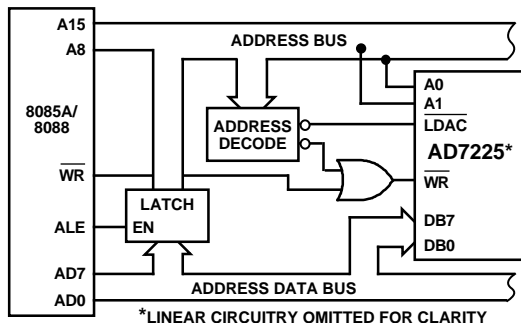 A15
ADDRESS BUS
A8
A0
A1
8085A/
8088
ADDRESS
DECODE
LDAC
AD7225*
WR
WR
LATCH
ALE
EN
DB7
DB0
AD7
ADDRESS DATA BUS
AD0
*LINEAR CIRCUITRY OMITTED FOR CLARITY